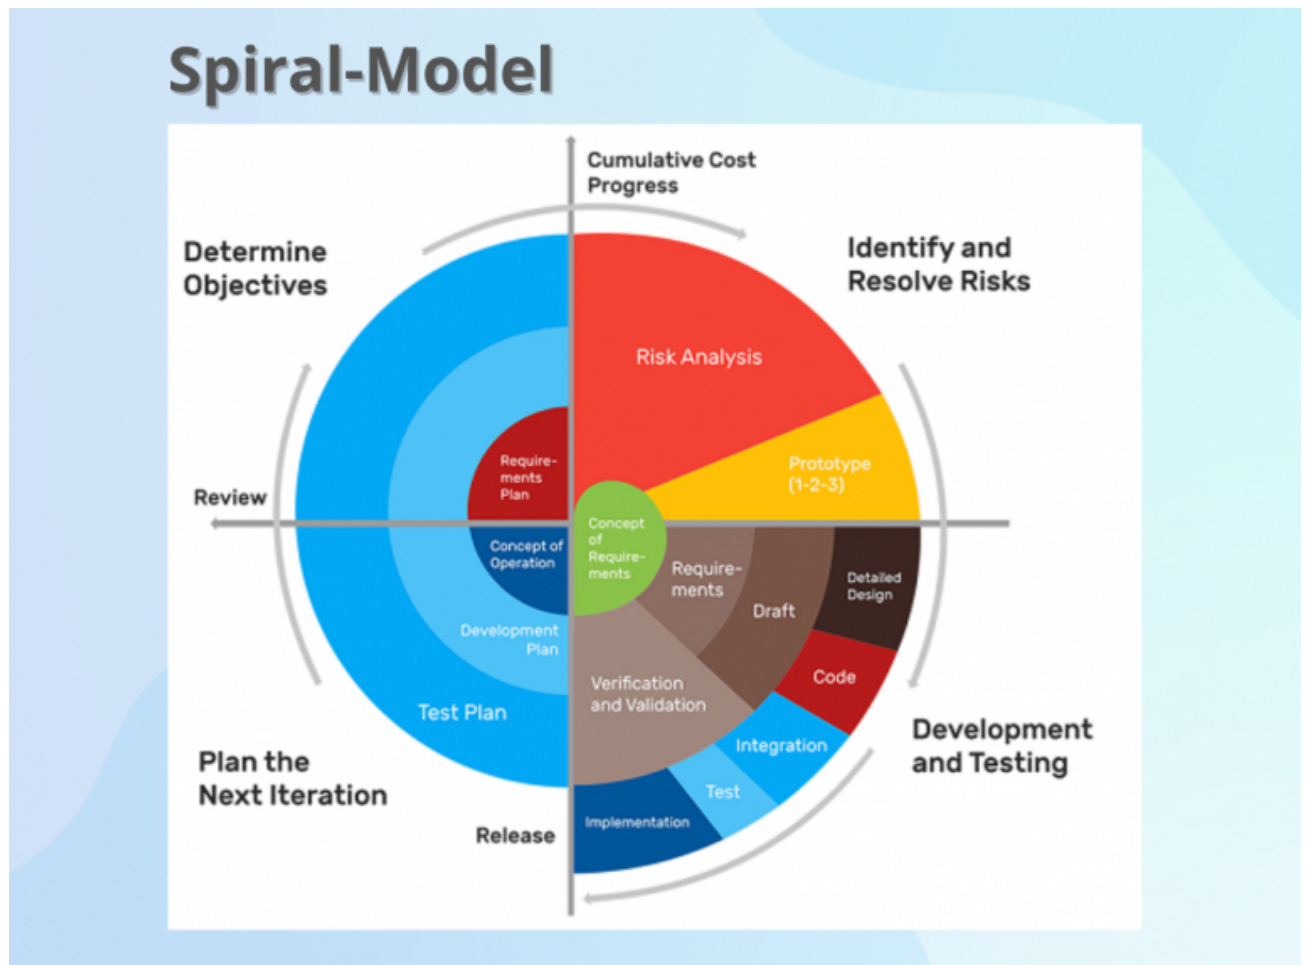 Spiral-Model
Cumulative Cost
Progress
Determine
Objectives
Identify and
Resolve Risks
Risk Analysis
Prototype
(1-2-3)
Require-
ments
Plan
Review
Concept of
Operation
Concept
of
Require-
ments
Require-
ments
Draft
Detailed
Design
Development
Plan
Code
Verification
and Validation
Test Plan
Integration
Development
and Testing
Plan the
Next Iteration
Test
Implementation
Release